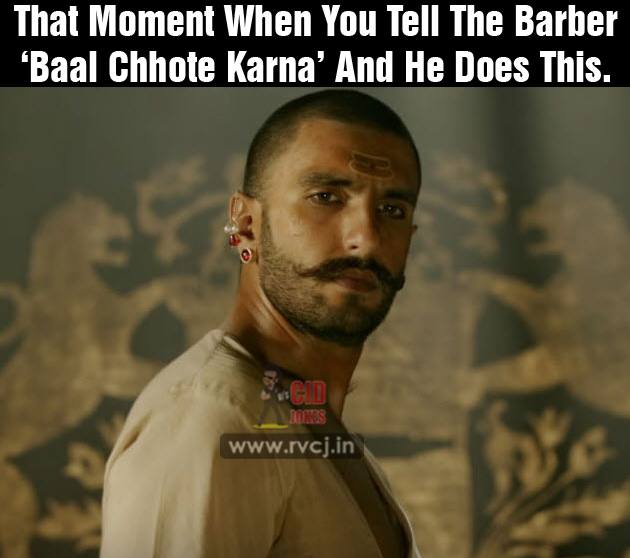 That Moment When You Tell The Barber
‘Baal Chhote Karna’ And He Does This.
CID
JOKES
www.rvcj.in